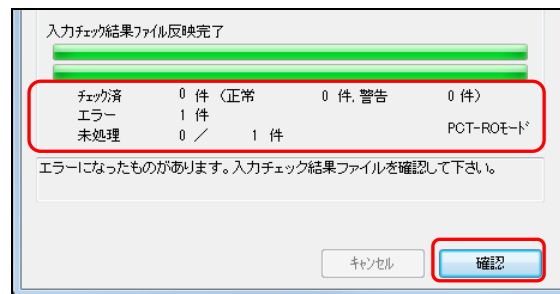 入力ﾁｪｯｸ結果ﾌｧｲﾙ反映完了
ﾁｪｯｸ済 0 件 (正常 0 件, 警告 0 件)
エラー 1 件
未処理 0 ／ 1 件 PCT-ROﾓｰﾄﾞ
エラーになったものがあります。入力チェック結果ファイルを確認して下さい。
ｷｬﾝｾﾙ 確認